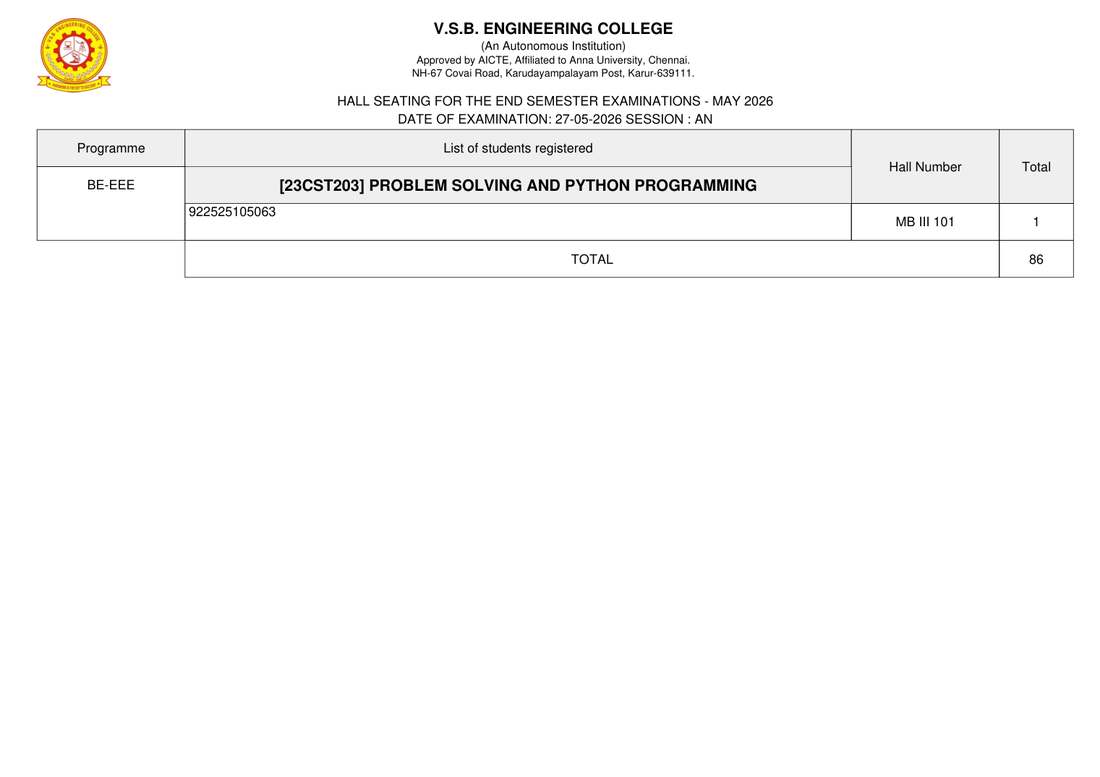 V.S.B. ENGINEERING COLLEGE
(An Autonomous Institution)
Approved by AICTE, Affiliated to Anna University, Chennai.
NH-67 Covai Road, Karudayampalayam Post, Karur-639111.
HALL SEATING FOR THE END SEMESTER EXAMINATIONS - MAY 2026
DATE OF EXAMINATION: 27-05-2026 SESSION : AN
Programme
List of students registered
Hall Number
Total
BE-EEE
[23CST203] PROBLEM SOLVING AND PYTHON PROGRAMMING
922525105063
MB III 101
1
TOTAL
86